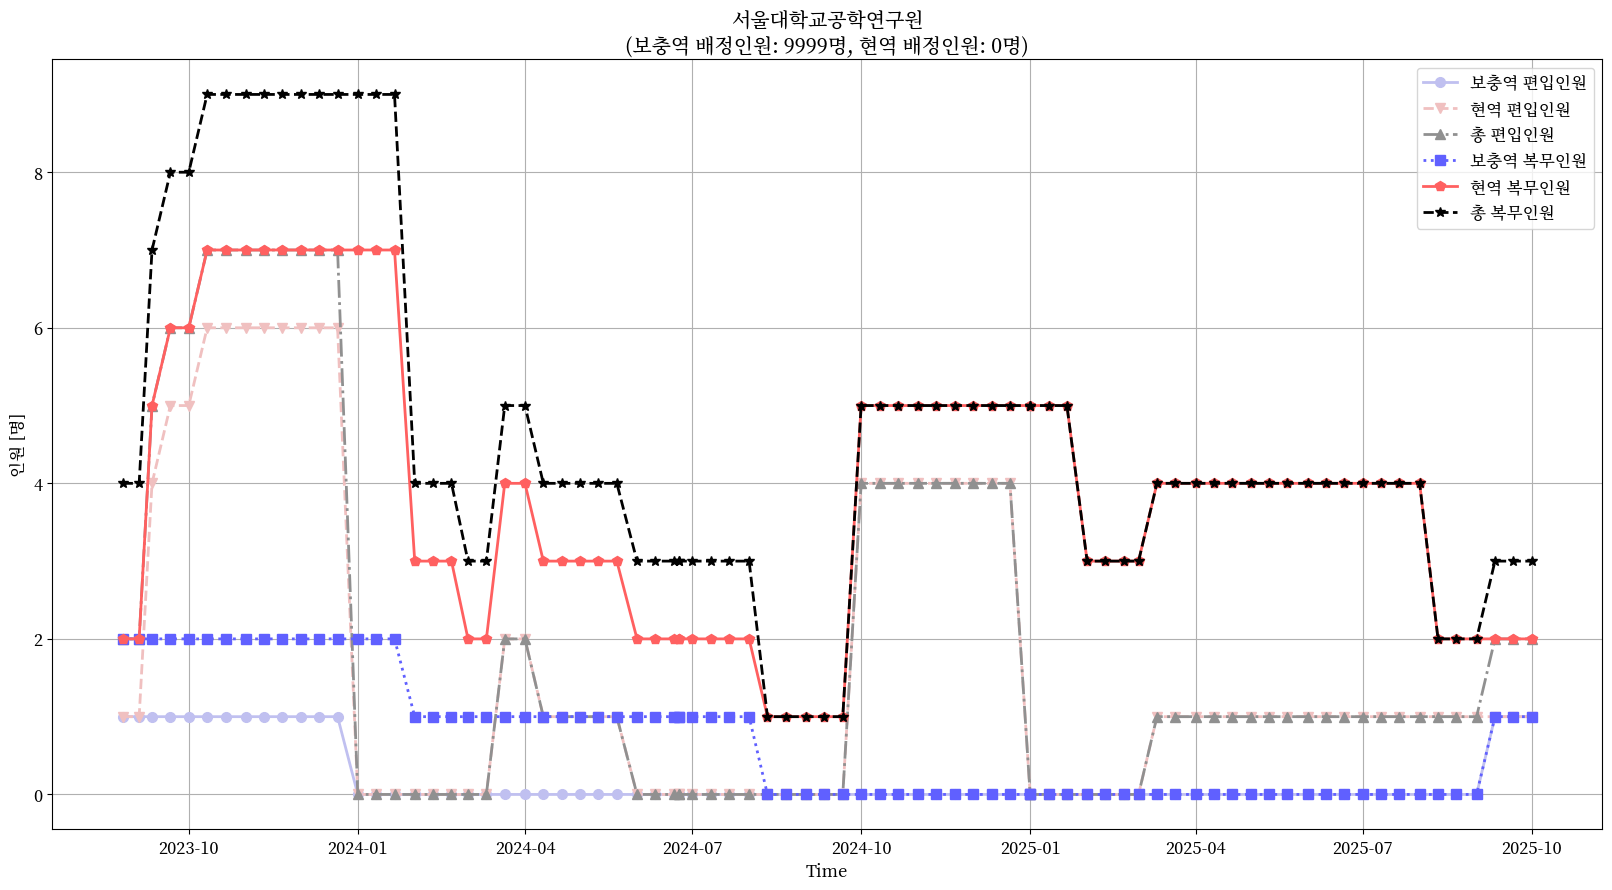 서울대학교공학연구원
(보충역 배정인원: 9999명, 현역 배정인원: 0명)
보충역 편입인원
현역 편입인원
총 편입인원
보충역 복무인원
현역 복무인원
총 복무인원
인원 [명]
8
6
4
2
0
2023-10
2024-01
2024-04
2024-07
2024-10
2025-01
2025-04
2025-07
2025-10
Time